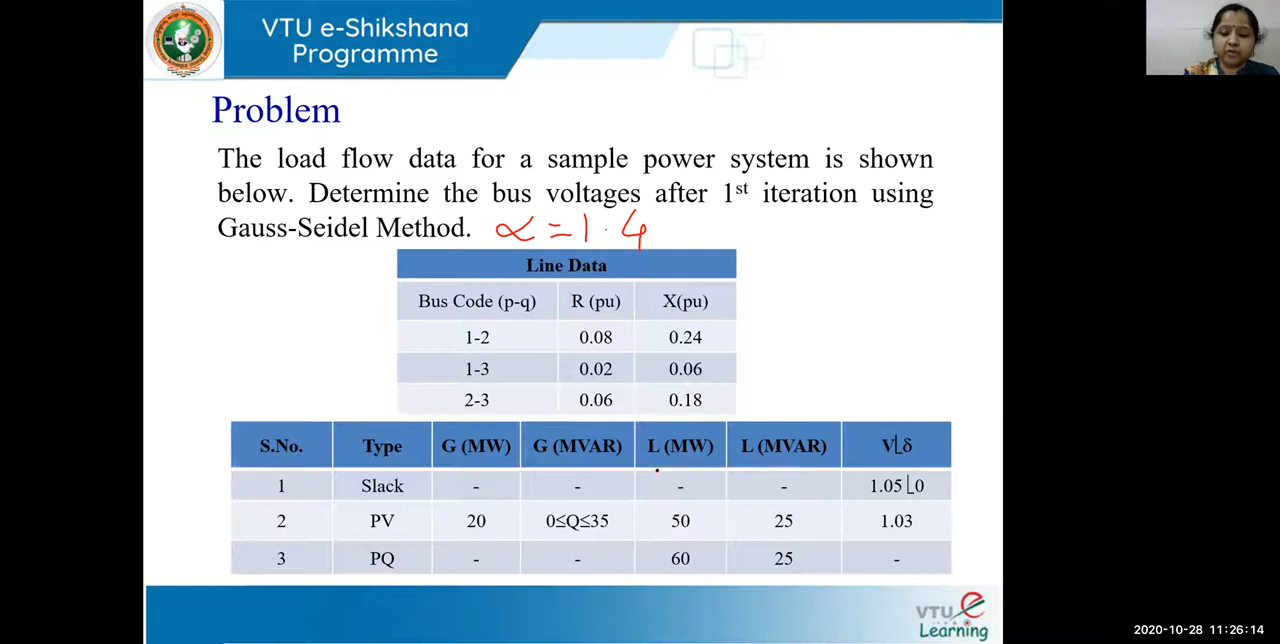 VTU e-Shikshana
Programme
Problem
The load flow data for a sample power system is shown
below. Determine the bus voltages after 1st iteration using
Gauss-Seidel Method. α = 1.4
Line Data
Bus Code (p-q) R (pu) X(pu)
1-2 0.08 0.24
1-3 0.02 0.06
2-3 0.06 0.18
S.No. Type G (MW) G (MVAR) L (MW) L (MVAR) V⌊δ
1 Slack - - - - 1.05⌊0
2 PV 20 0≤Q≤35 50 25 1.03
3 PQ - - 60 25 -
VTU e
Learning
2020-10-28 11:26:14